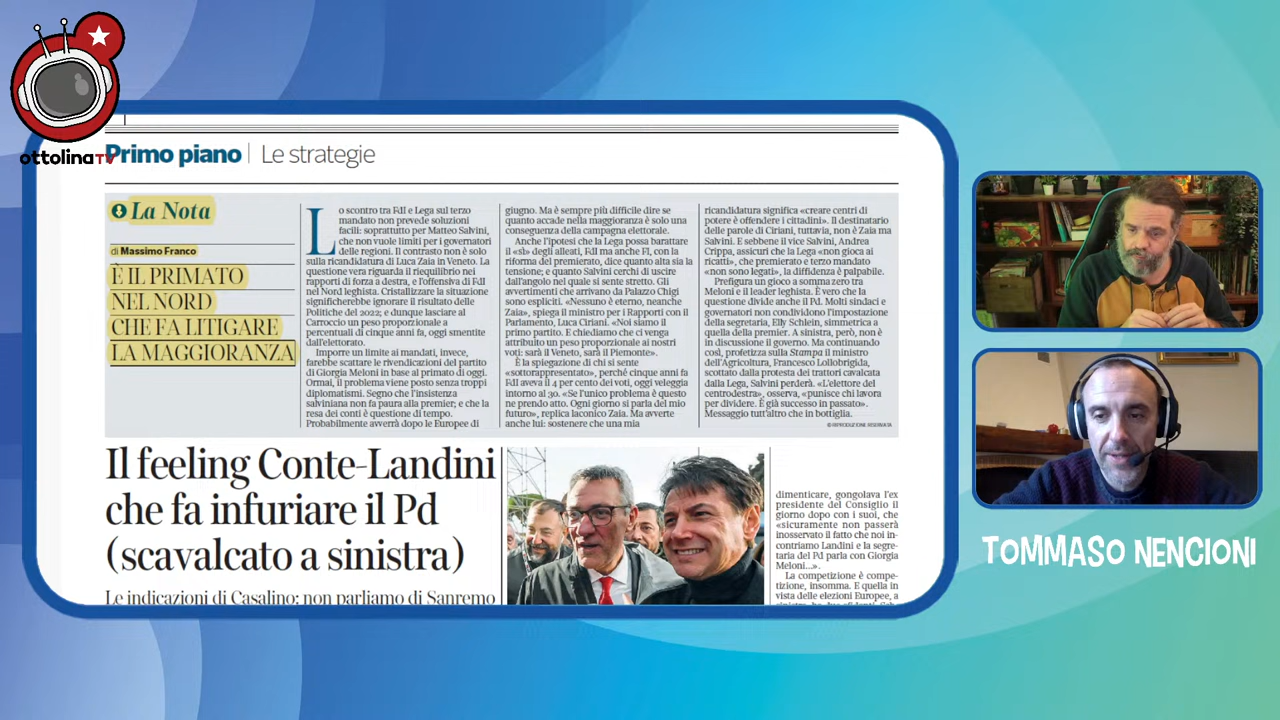 ottolinaTV
Primo piano | Le strategie
La Nota
di Massimo Franco
È IL PRIMATO
NEL NORD
CHE FA LITIGARE
LA MAGGIORANZA
Lo scontro tra FdI e Lega sul terzo
mandato non prevede soluzioni
facili: soprattutto per Matteo Salvini,
che non vuole limiti per i governatori
delle regioni. Il contrasto non è solo
sulla ricandidatura di Luca Zaia in Veneto. La
questione vera riguarda il riequilibrio nei
rapporti di forza a destra, e l'offensiva di FdI
nel Nord leghista. Cristallizzare la situazione
significherebbe ignorare il risultato delle
Politiche del 2022; e dunque lasciare al
Carroccio un peso proporzionale a
percentuali di cinque anni fa, oggi smentite
dall'elettorato.
Imporre un limite ai mandati, invece,
farebbe scattare le rivendicazioni del partito
di Giorgia Meloni in base al primato di oggi.
Ormai, il problema viene posto senza troppi
diplomatismi. Segno che l'insistenza
salviniana non fa paura alla premier; e che la
resa dei conti è questione di tempo.
Probabilmente avverrà dopo le Europee di
giugno. Ma è sempre più difficile dire se
quanto accade nella maggioranza è solo una
conseguenza della campagna elettorale.
Anche l'ipotesi che la Lega possa barattare
il «sì» degli alleati, FdI ma anche FI, con la
riforma del premierato, dice quanto alta sia la
tensione; e quanto Salvini cerchi di uscire
dall'angolo nel quale si sente stretto. Gli
avvertimenti che arrivano da Palazzo Chigi
sono espliciti. «Nessuno è eterno, neanche
Zaia», spiega il ministro per i Rapporti con il
Parlamento, Luca Ciriani. «Noi siamo il
primo partito. E chiediamo che ci venga
attribuito un peso proporzionale ai nostri
voti: sarà il Veneto, sarà il Piemonte».
È la spiegazione di chi si sente
«sottorappresentato», perché cinque anni fa
FdI aveva il 4 per cento dei voti, oggi veleggia
intorno al 30. «Se l'unico problema è questo
ne prendo atto. Ogni giorno si parla del mio
futuro», replica laconico Zaia. Ma avverte
anche lui: sostenere che una mia
ricandidatura significa «creare centri di
potere è offendere i cittadini». Il destinatario
delle parole di Ciriani, tuttavia, non è Zaia ma
Salvini. E sebbene il vice Salvini, Andrea
Crippa, assicuri che la Lega «non gioca ai
ricatti», che premierato e terzo mandato
«non sono legati», la diffidenza è palpabile.
Prefigura un gioco a somma zero tra
Meloni e il leader leghista. È vero che la
questione divide anche il Pd. Molti sindaci e
governatori non condividono l'impostazione
della segretaria, Elly Schlein, simmetrica a
quella della premier. A sinistra, però, non è
in discussione il governo. Ma continuando
così, profetizza sulla Stampa il ministro
dell'Agricoltura, Francesco Lollobrigida,
scottato dalla protesta dei trattori cavalcata
dalla Lega, Salvini perderà. «L'elettore del
centrodestra», osserva, «punisce chi lavora
per dividere. È già successo in passato».
Messaggio tutt'altro che in bottiglia.
© RIPRODUZIONE RISERVATA
Il feeling Conte-Landini
che fa infuriare il Pd
(scavalcato a sinistra)
Le indicazioni di Casalino: non parliamo di Sanremo
dimenticare, gongolava l'ex
presidente del Consiglio il
giorno dopo con i suoi, che
«sicuramente non passerà
inosservato il fatto che noi in-
contriamo Landini e la segre-
taria del Pd parla con Giorgia
Meloni...».
La competizione è compe-
tizione, insomma. E quella in
vista delle elezioni Europee, a
TOMMASO NENCIONI